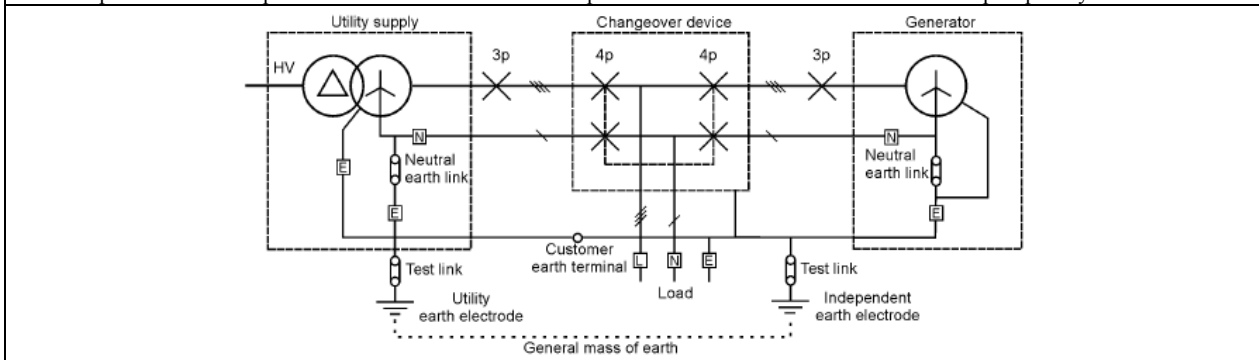 Utility supply
Changeover device
Generator
HV
3p
4p
4p
3p
N
N
E
Neutral
earth link
Neutral
earth link
E
E
Customer
earth terminal
L
N
E
Test link
Test link
Load
Utility
earth electrode
Independent
earth electrode
General mass of earth